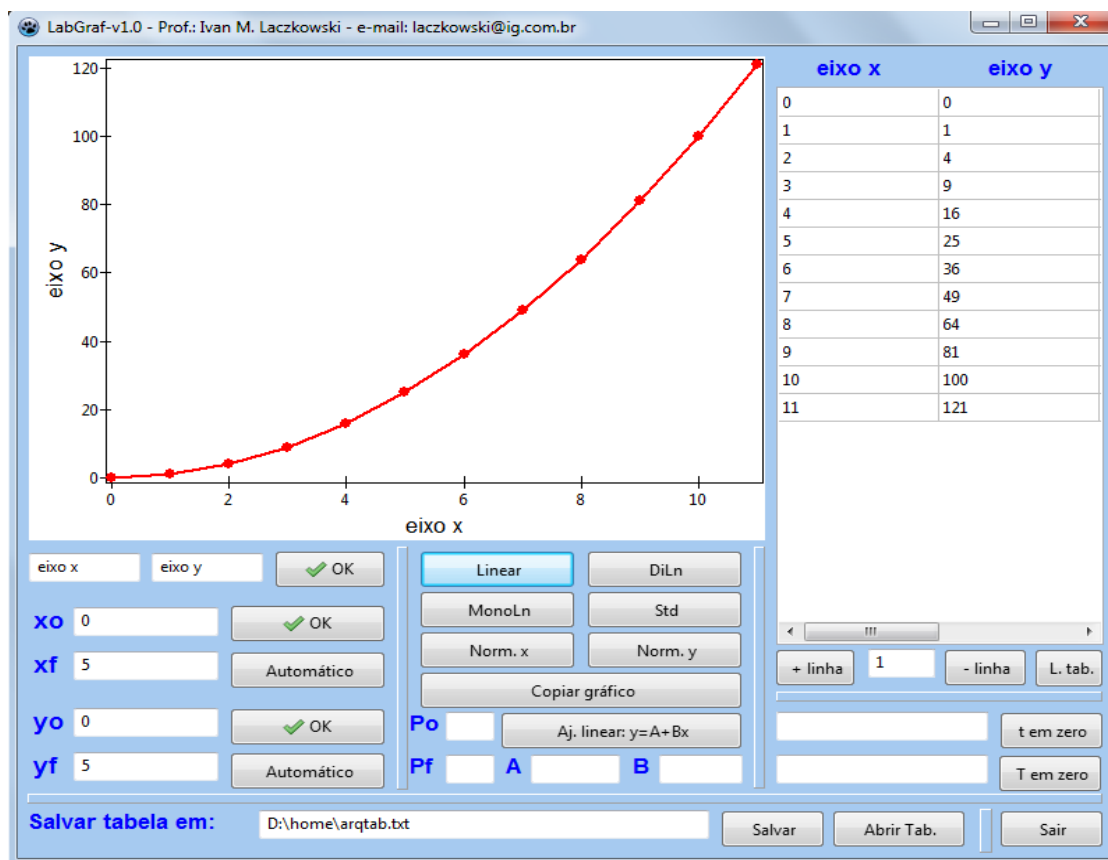 LabGraf-v1.0 - Prof.: Ivan M. Laczkowski - e-mail: laczkowski@ig.com.br
eixo x eixo y
0 0
1 1
2 4
3 9
4 16
5 25
6 36
7 49
8 64
9 81
10 100
11 121
120
100
80
60
40
20
0
eixo y
0 2 4 6 8 10
eixo x
eixo x eixo y OK
xo 0 OK
xf 5 Automático
yo 0 OK
yf 5 Automático
Linear DiLn
MonoLn Std
Norm. x Norm. y
Copiar gráfico
Po Aj. linear: y=A+Bx
Pf A B
+ linha 1 - linha L. tab.
t em zero
T em zero
Salvar tabela em: D:\home\arqtab.txt Salvar Abrir Tab. Sair